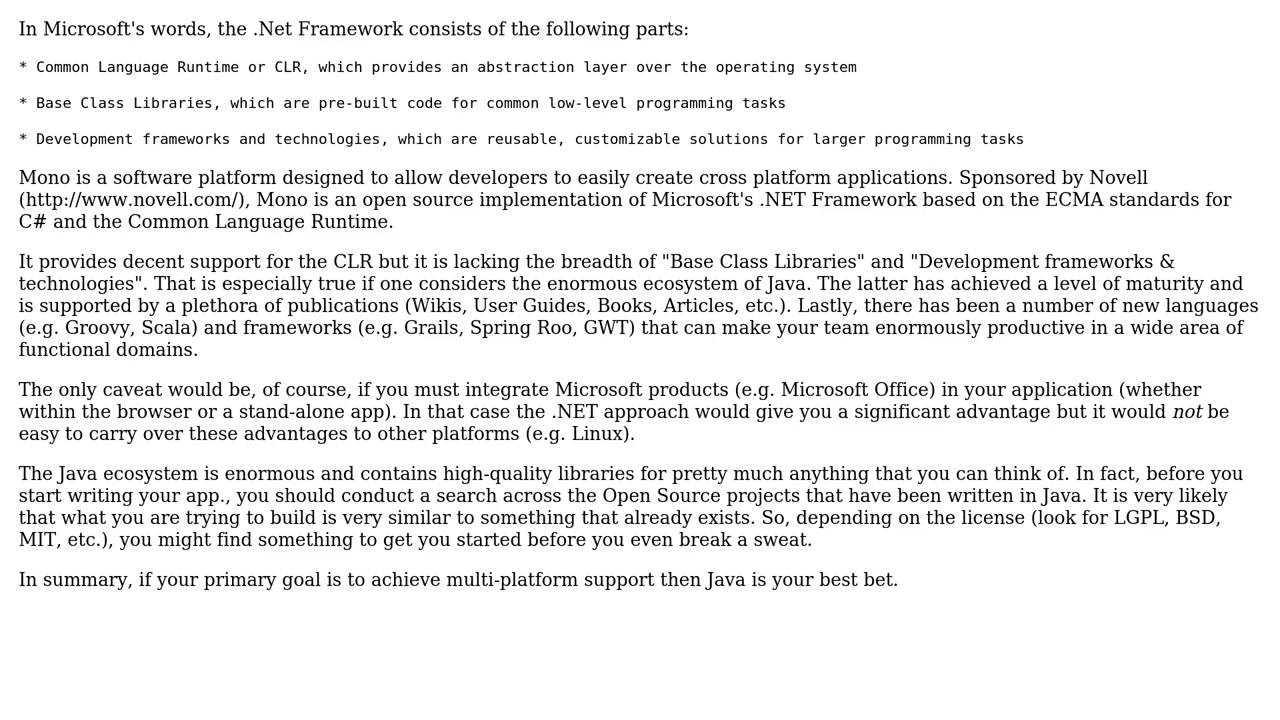 In Microsoft's words, the .Net Framework consists of the following parts:
* Common Language Runtime or CLR, which provides an abstraction layer over the operating system
* Base Class Libraries, which are pre-built code for common low-level programming tasks
* Development frameworks and technologies, which are reusable, customizable solutions for larger programming tasks
Mono is a software platform designed to allow developers to easily create cross platform applications. Sponsored by Novell
(http://www.novell.com/), Mono is an open source implementation of Microsoft's .NET Framework based on the ECMA standards for
C# and the Common Language Runtime.
It provides decent support for the CLR but it is lacking the breadth of "Base Class Libraries" and "Development frameworks &
technologies". That is especially true if one considers the enormous ecosystem of Java. The latter has achieved a level of maturity and
is supported by a plethora of publications (Wikis, User Guides, Books, Articles, etc.). Lastly, there has been a number of new languages
(e.g. Groovy, Scala) and frameworks (e.g. Grails, Spring Roo, GWT) that can make your team enormously productive in a wide area of
functional domains.
The only caveat would be, of course, if you must integrate Microsoft products (e.g. Microsoft Office) in your application (whether
within the browser or a stand-alone app). In that case the .NET approach would give you a significant advantage but it would not be
easy to carry over these advantages to other platforms (e.g. Linux).
The Java ecosystem is enormous and contains high-quality libraries for pretty much anything that you can think of. In fact, before you
start writing your app., you should conduct a search across the Open Source projects that have been written in Java. It is very likely
that what you are trying to build is very similar to something that already exists. So, depending on the license (look for LGPL, BSD,
MIT, etc.), you might find something to get you started before you even break a sweat.
In summary, if your primary goal is to achieve multi-platform support then Java is your best bet.